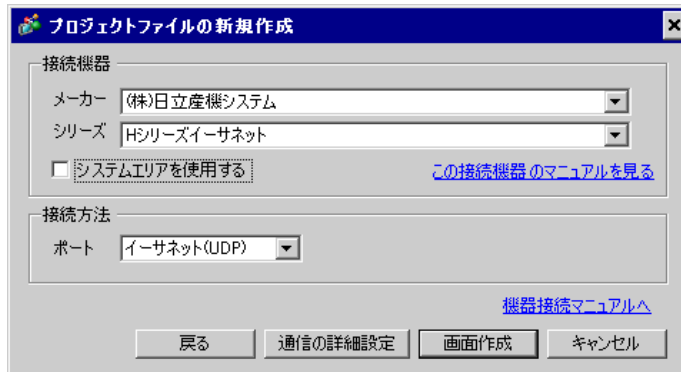 プロジェクトファイルの新規作成
接続機器
メーカー (株)日立産機システム
シリーズ Hシリーズイーサネット
システムエリアを使用する この接続機器のマニュアルを見る
接続方法
ポート イーサネット(UDP)
機器接続マニュアルへ
戻る 通信の詳細設定 画面作成 キャンセル